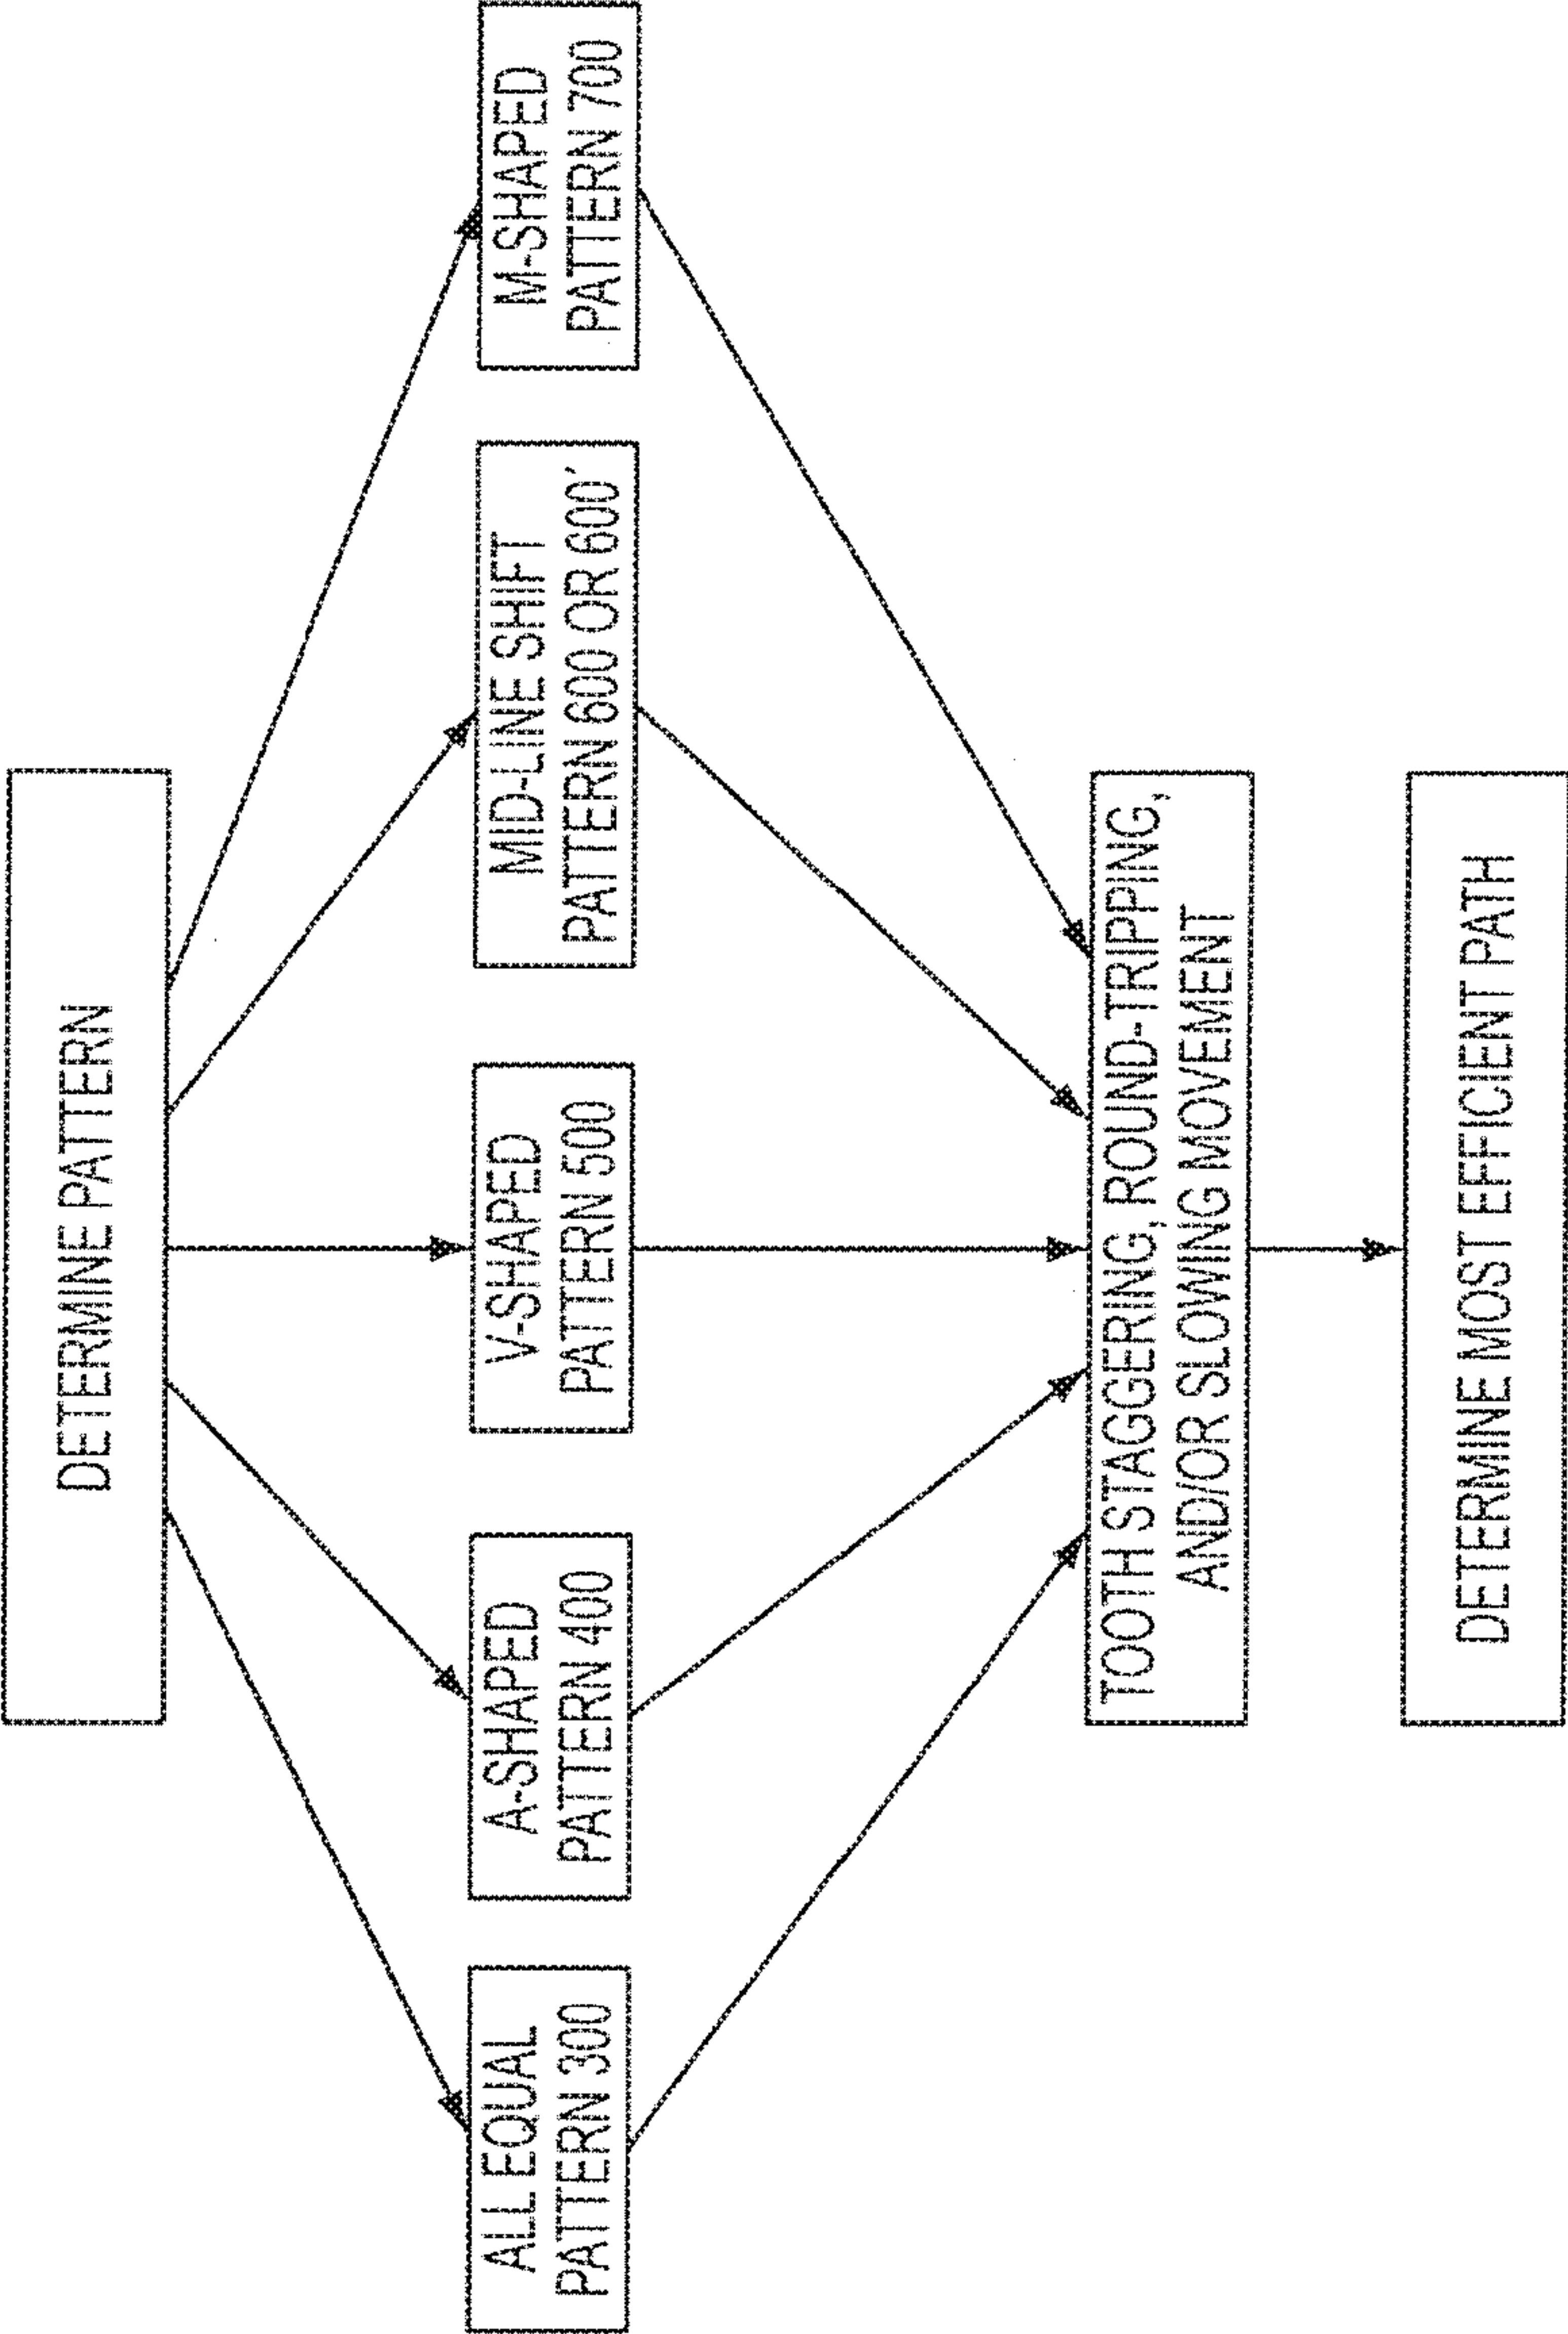 DETERMINE PATTERN
ALL EQUAL
PATTERN 300
A-SHAPED
PATTERN 400
V-SHAPED
PATTERN 500
MID-LINE SHIFT
PATTERN 600 OR 600´
M-SHAPED
PATTERN 700
TOOTH STAGGERING, ROUND-TRIPPING,
AND/OR SLOWING MOVEMENT
DETERMINE MOST EFFICIENT PATH